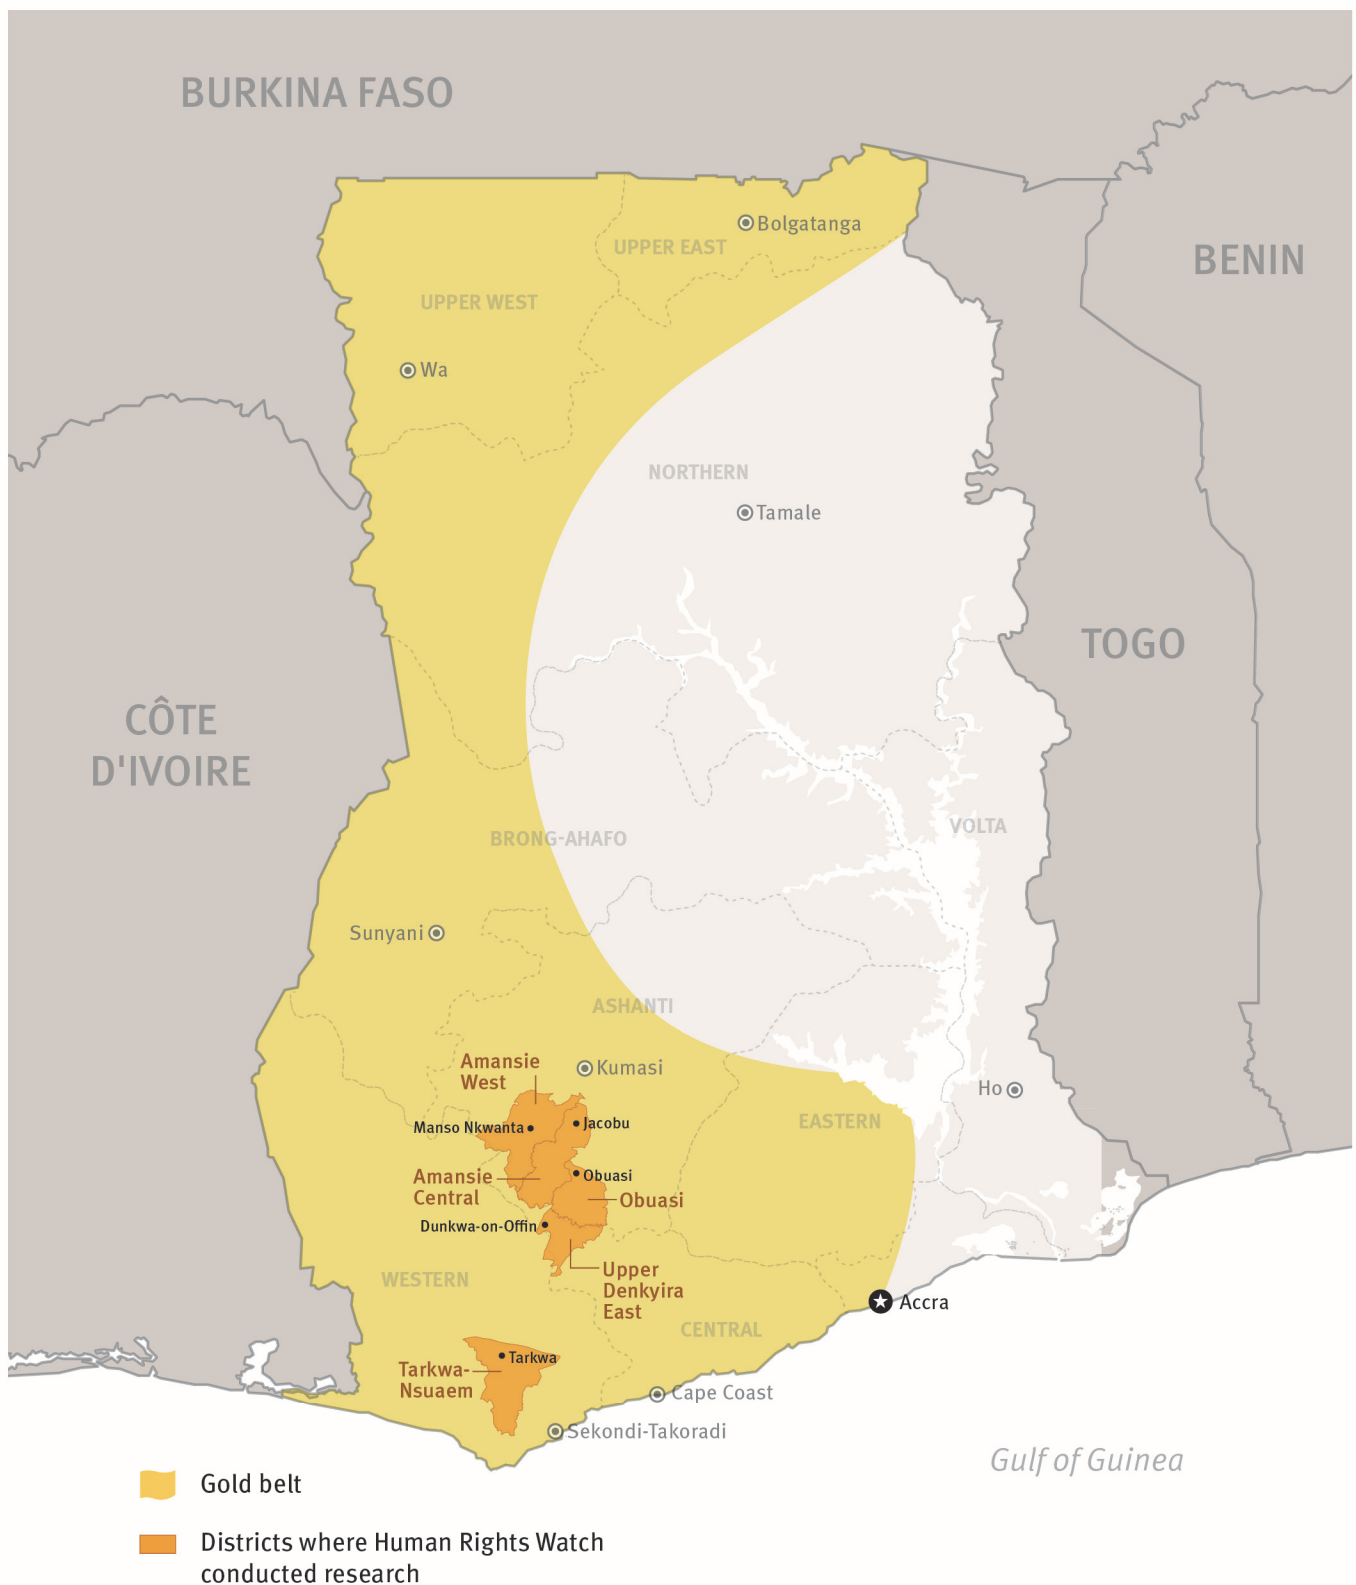 BURKINA FASO
Bolgatanga
UPPER EAST
BENIN
UPPER WEST
Wa
NORTHERN
Tamale
TOGO
CÔTE
D'IVOIRE
VOLTA
BRONG-AHAFO
Sunyani
ASHANTI
Amansie
West
Kumasi
Ho
EASTERN
Manso Nkwanta
Jacobu
Amansie
Central
Obuasi
Obuasi
Dunkwa-on-Offin
WESTERN
Upper
Denkyira
East
Accra
CENTRAL
Tarkwa
Tarkwa-
Nsuaem
Cape Coast
Sekondi-Takoradi
Gulf of Guinea
Gold belt
Districts where Human Rights Watch
conducted research